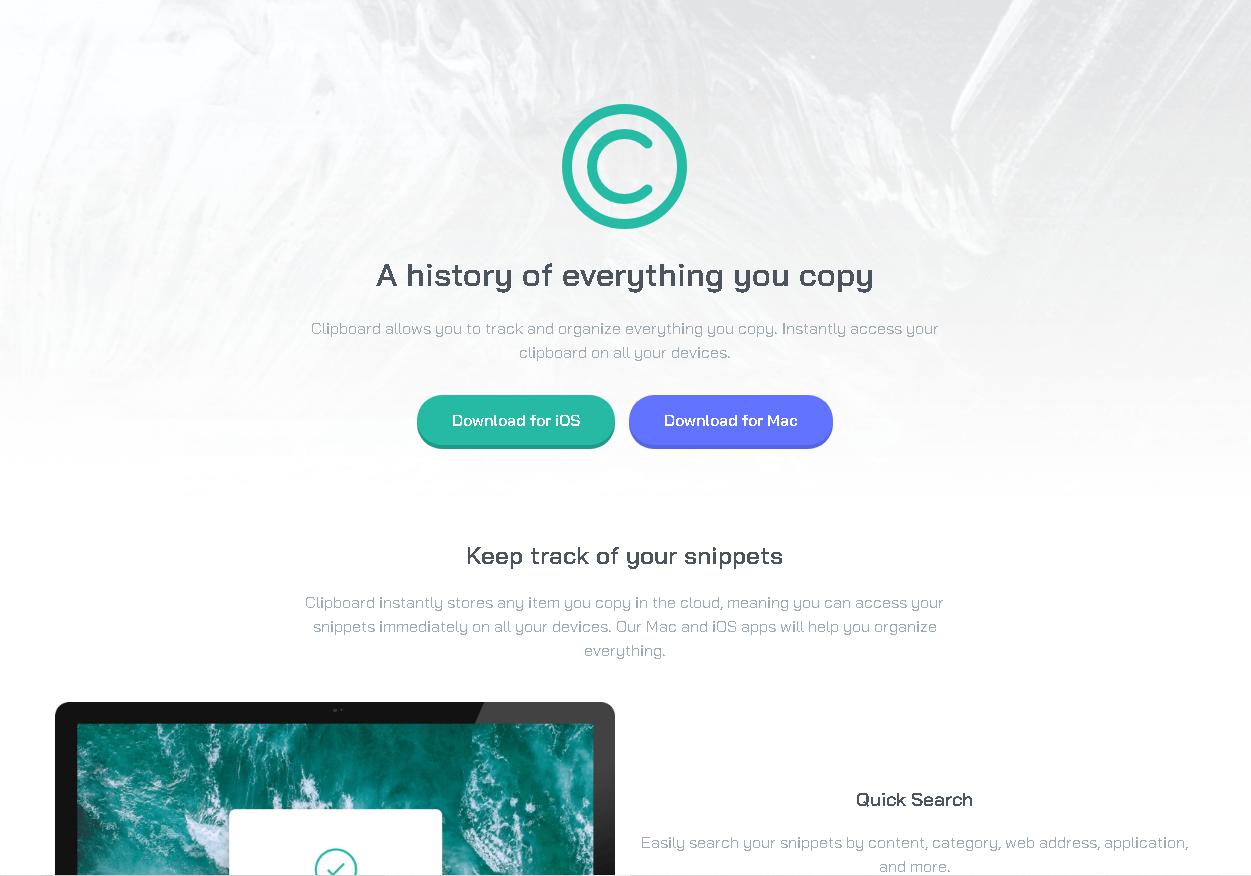 A history of everything you copy
Clipboard allows you to track and organize everything you copy. Instantly access your
clipboard on all your devices.
Download for iOS
Download for Mac
Keep track of your snippets
Clipboard instantly stores any item you copy in the cloud, meaning you can access your
snippets immediately on all your devices. Our Mac and iOS apps will help you organize
everything.
Quick Search
Easily search your snippets by content, category, web address, application,
and more.